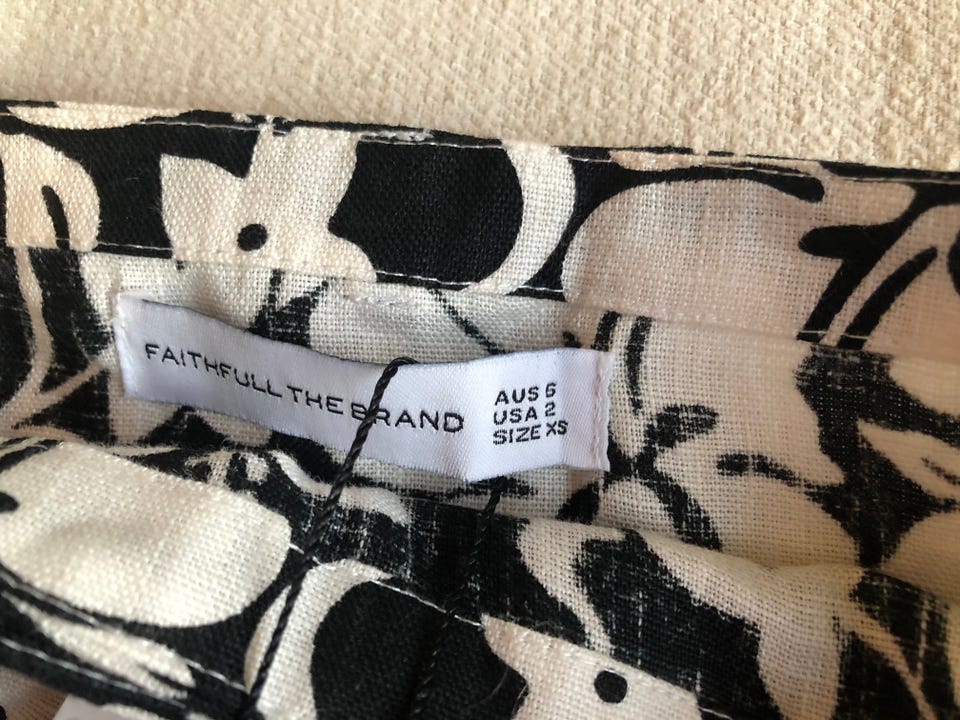 FAITHFULL THE BRAND
AUS 6
USA 2
SIZE XS